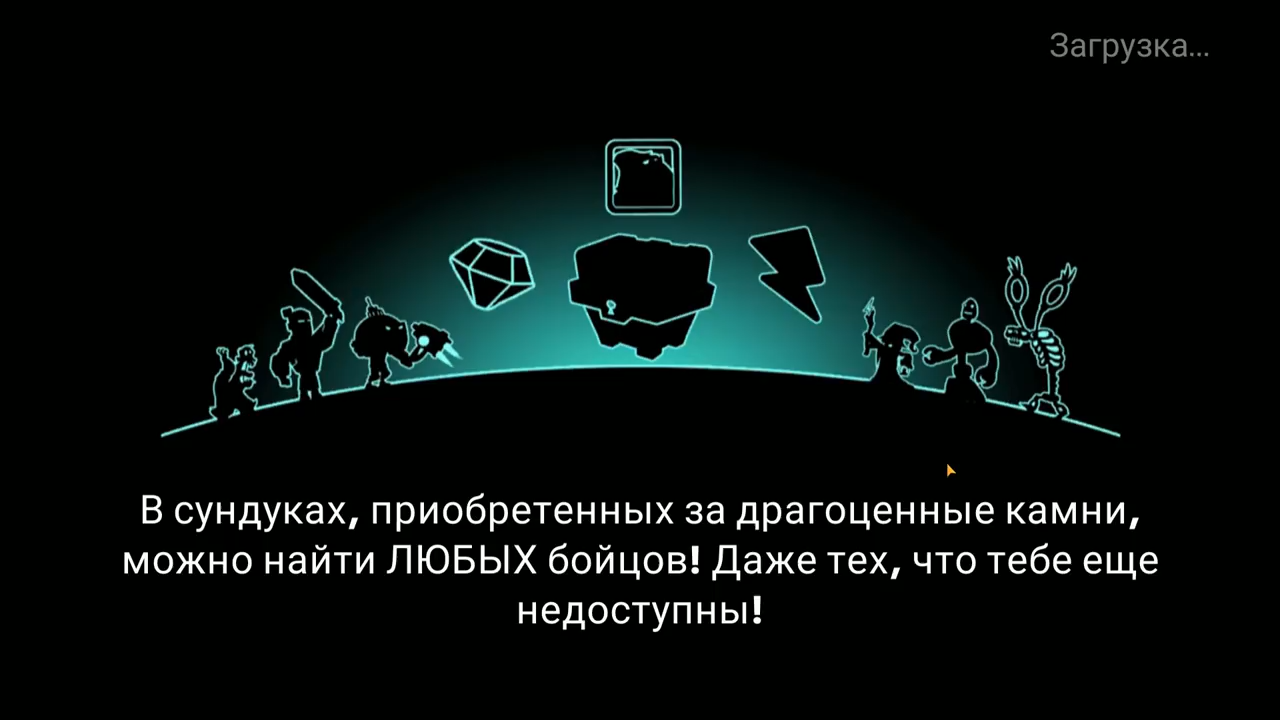 Загрузка...
В сундуках, приобретенных за драгоценные камни,
можно найти ЛЮБЫХ бойцов! Даже тех, что тебе еще
недоступны!